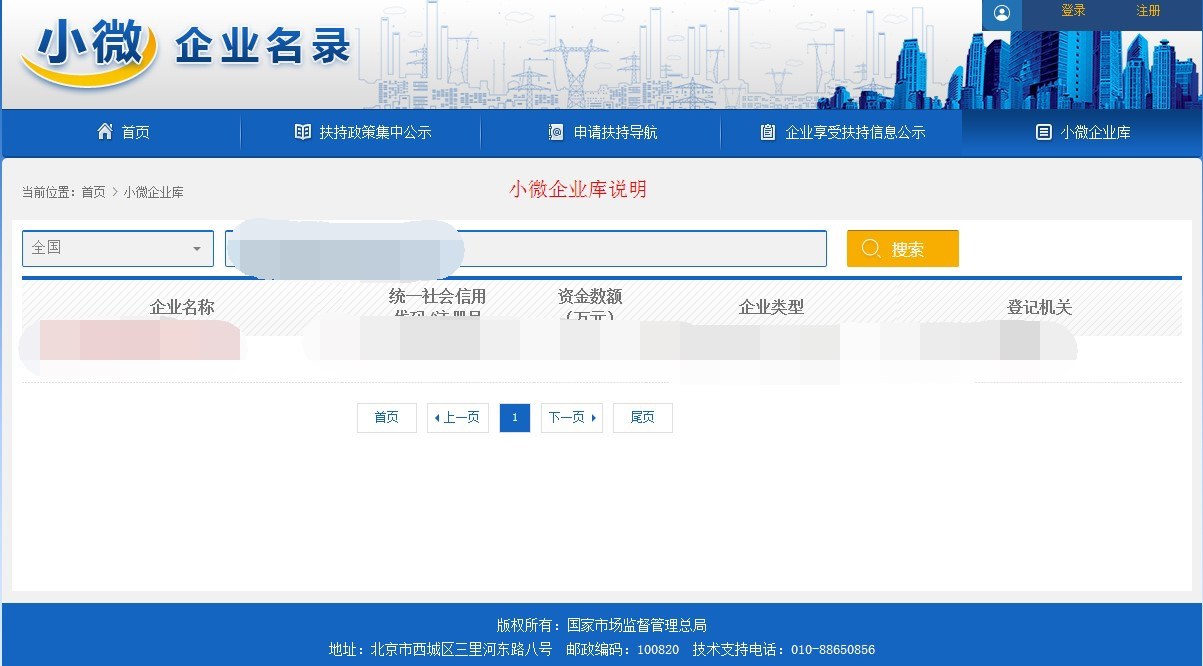 小微 企业名录
登录 注册
首页 扶持政策集中公示 申请扶持导航 企业享受扶持信息公示 小微企业库
当前位置：首页 > 小微企业库
小微企业库说明
全国
搜索
企业名称 统一社会信用代码/注册号 资金数额（万元） 企业类型 登记机关
首页 上一页 1 下一页 尾页
版权所有：国家市场监督管理总局
地址：北京市西城区三里河东路八号 邮政编码：100820 技术支持电话：010-88650856